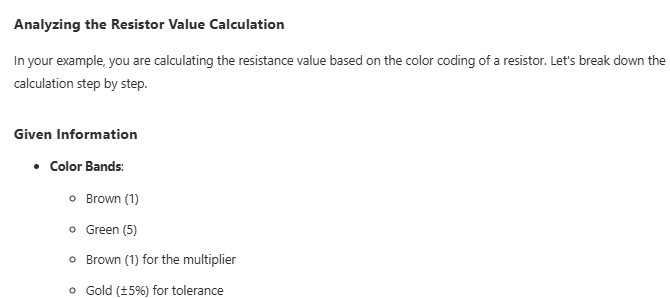 Analyzing the Resistor Value Calculation
In your example, you are calculating the resistance value based on the color coding of a resistor. Let's break down the
calculation step by step.
Given Information
• Color Bands:
○ Brown (1)
○ Green (5)
○ Brown (1) for the multiplier
○ Gold (±5%) for tolerance